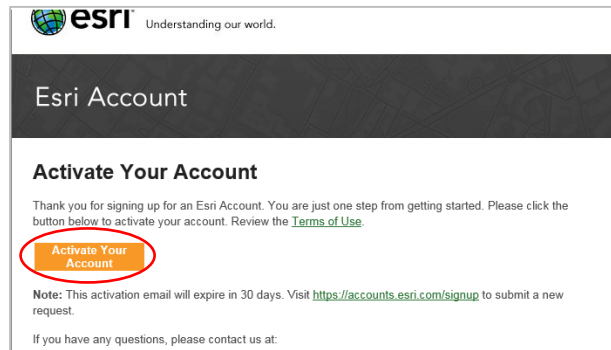 esri Understanding our world.
Esri Account
Activate Your Account
Thank you for signing up for an Esri Account. You are just one step from getting started. Please click the
button below to activate your account. Review the Terms of Use.
Activate Your
Account
Note: This activation email will expire in 30 days. Visit https://accounts.esri.com/signup to submit a new
request.
If you have any questions, please contact us at: